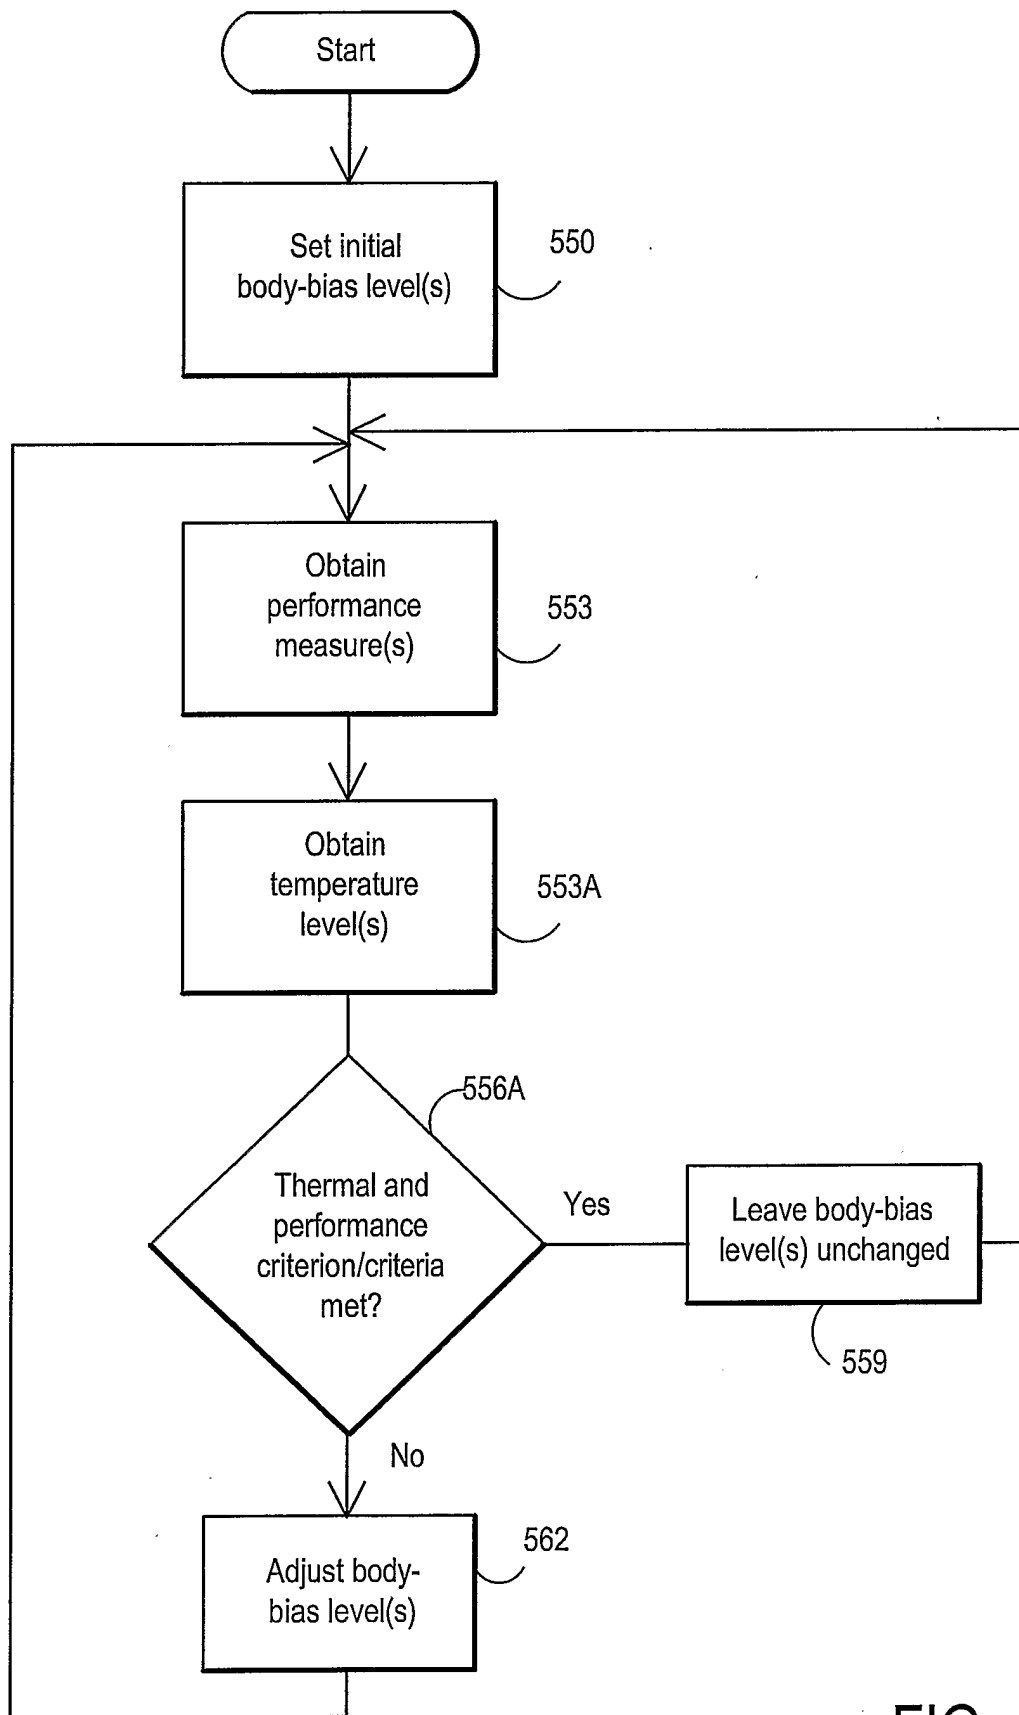 Start
Set initial
body-bias level(s)
550
Obtain
performance
measure(s)
553
Obtain
temperature
level(s)
553A
556A
Thermal and
performance
criterion/criteria
met?
Yes
Leave body-bias
level(s) unchanged
559
No
562
Adjust body-
bias level(s)
FIG